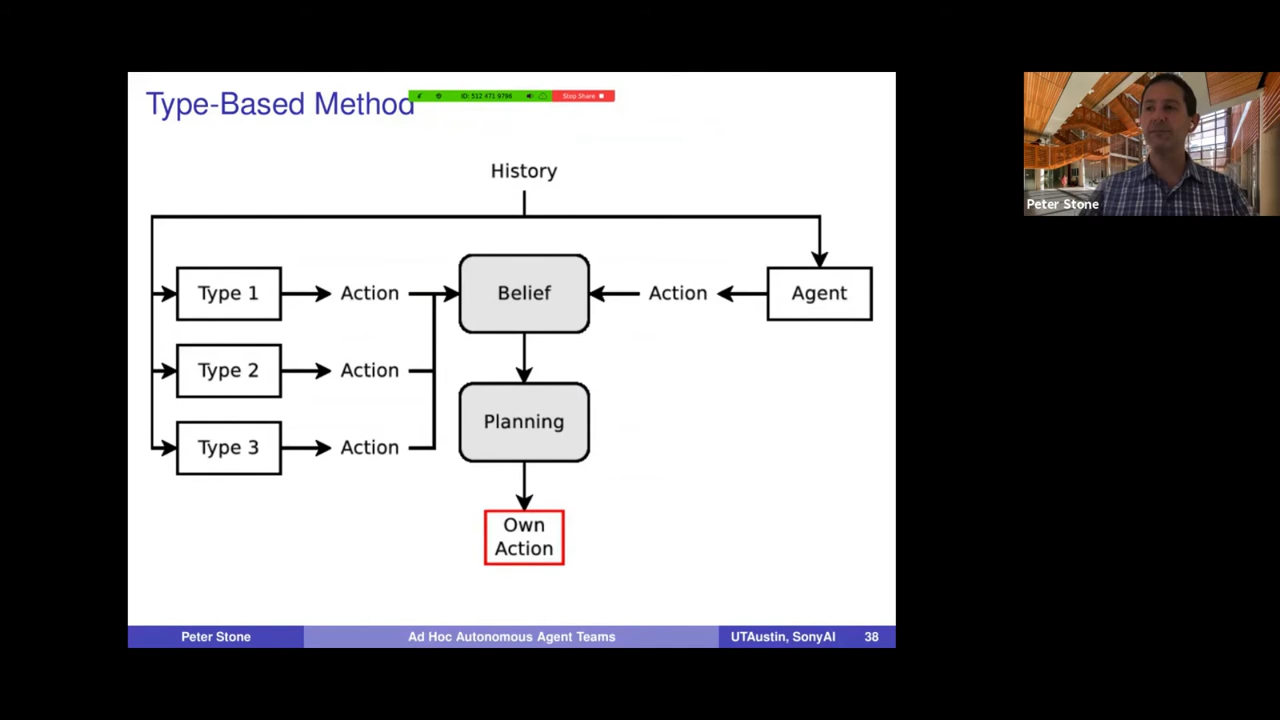 Type-Based Method
ID: 512 471 9796
Stop Share
History
Type 1
Action
Belief
Action
Agent
Type 2
Action
Type 3
Action
Planning
Own
Action
Peter Stone
Ad Hoc Autonomous Agent Teams
UTAustin, SonyAI
38
Peter Stone